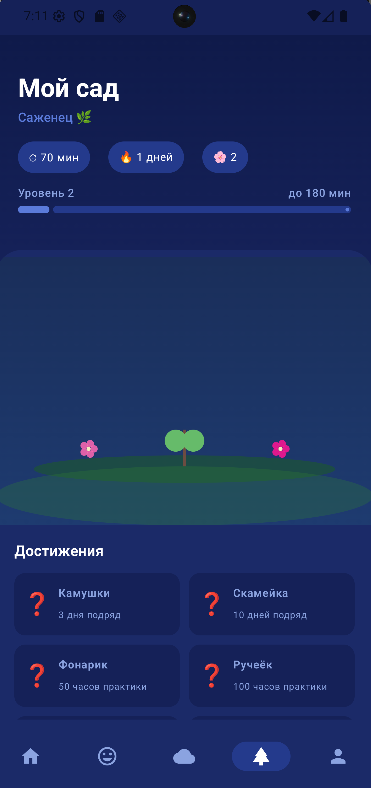 7:11
Мой сад
Саженец 🌿
70 мин
🔥 1 дней
🌸 2
Уровень 2
до 180 мин
Достижения
❓ Камушки
3 дня подряд
❓ Скамейка
10 дней подряд
❓ Фонарик
50 часов практики
❓ Ручеёк
100 часов практики